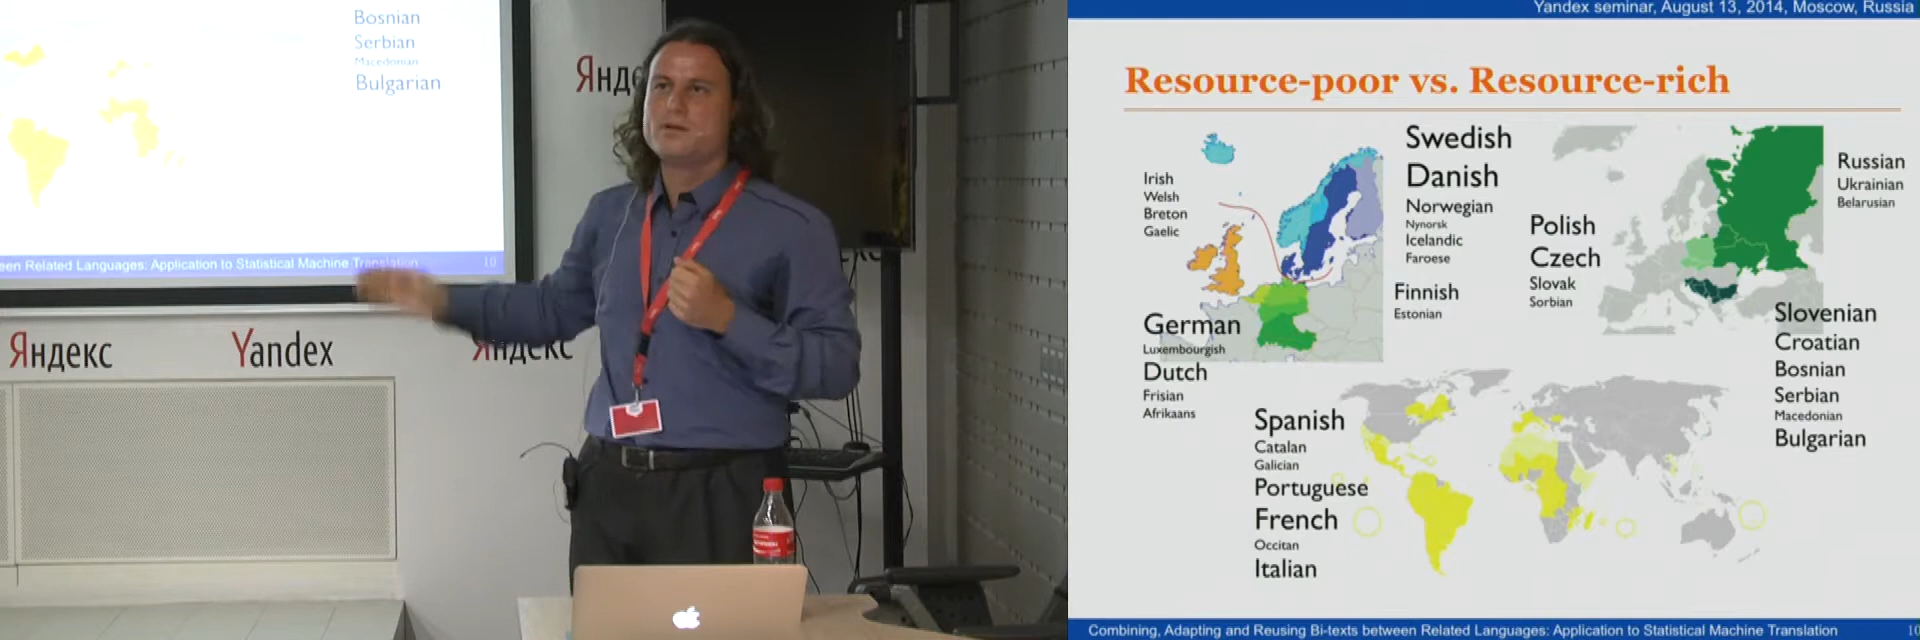 Bosnian
Serbian
Macedonian
Bulgarian
een Related Languages: Application to Statistical Machine Translation
10
Яндекс
Yandex
Яндекс
Yandex seminar, August 13, 2014, Moscow, Russia
Resource-poor vs. Resource-rich
Irish
Welsh
Breton
Gaelic
Swedish
Danish
Norwegian
Nynorsk
Icelandic
Faroese
Finnish
Estonian
German
Luxembourgish
Dutch
Frisian
Afrikaans
Polish
Czech
Slovak
Sorbian
Russian
Ukrainian
Belarusian
Slovenian
Croatian
Bosnian
Serbian
Macedonian
Bulgarian
Spanish
Catalan
Galician
Portuguese
French
Occitan
Italian
Combining, Adapting and Reusing Bi-texts between Related Languages: Application to Statistical Machine Translation
10